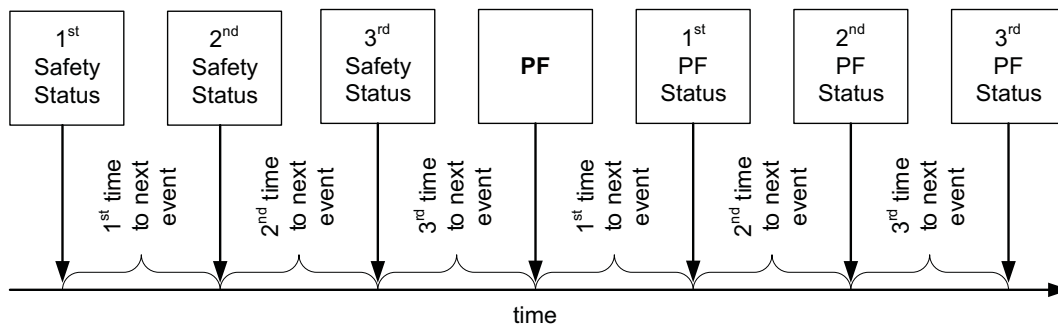 1st
Safety
Status
2nd
Safety
Status
3rd
Safety
Status
PF
1st
PF
Status
2nd
PF
Status
3rd
PF
Status
1st time
to next
event
2nd time
to next
event
3rd time
to next
event
1st time
to next
event
2nd time
to next
event
3rd time
to next
event
time